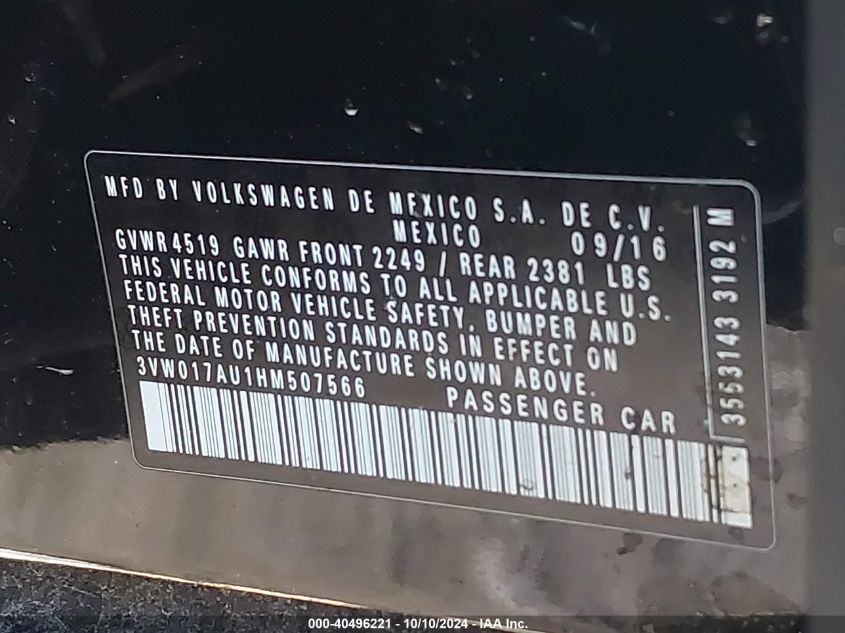 MFD BY VOLKSWAGEN DE MEXICO S.A. DE C.V.
MEXICO 09/16
GVWR 4519 GAWR FRONT 2249 / REAR 2381 LBS
THIS VEHICLE CONFORMS TO ALL APPLICABLE U.S.
FEDERAL MOTOR VEHICLE SAFETY, BUMPER AND
THEFT PREVENTION STANDARDS IN EFFECT ON
THE DATE OF MANUFACTURE SHOWN ABOVE.
3VW017AU1HM507566
PASSENGER CAR
3553143 3192 M
000-40496221 - 10/10/2024 - IAA Inc.